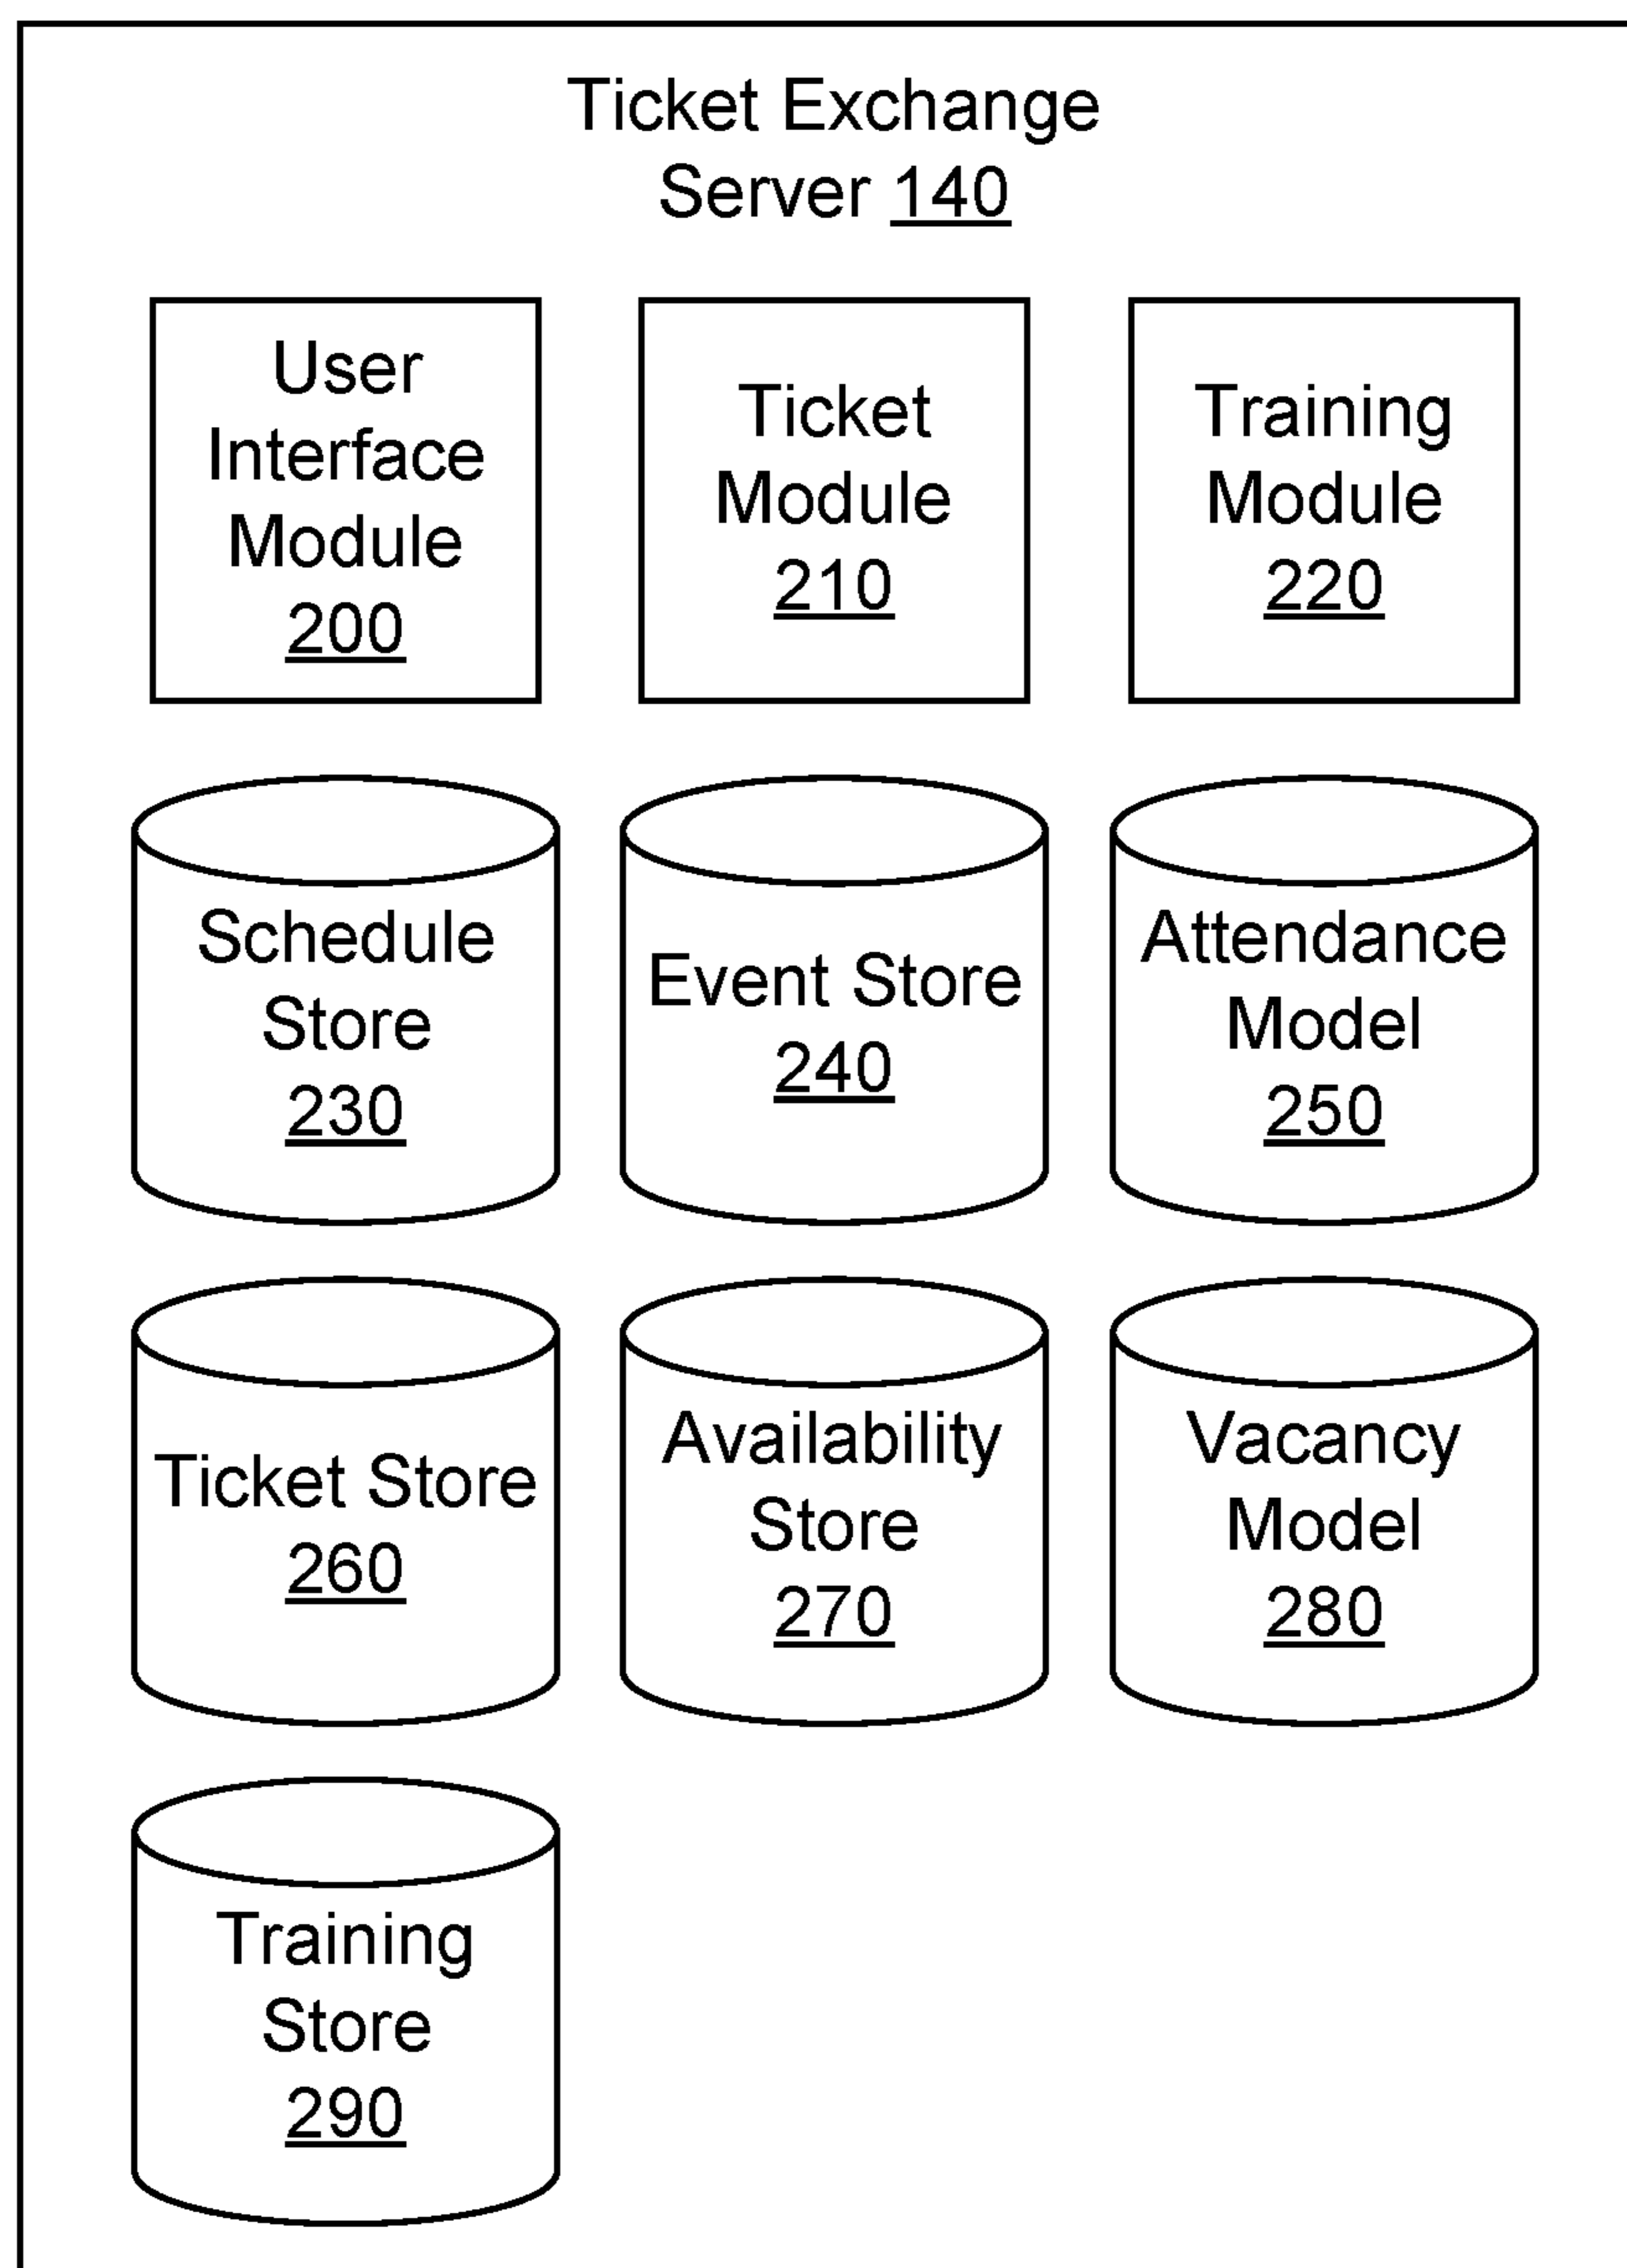 Ticket Exchange
Server 140
User
Interface
Module
200
Ticket
Module
210
Training
Module
220
Schedule
Store
230
Event Store
240
Attendance
Model
250
Ticket Store
260
Availability
Store
270
Vacancy
Model
280
Training
Store
290